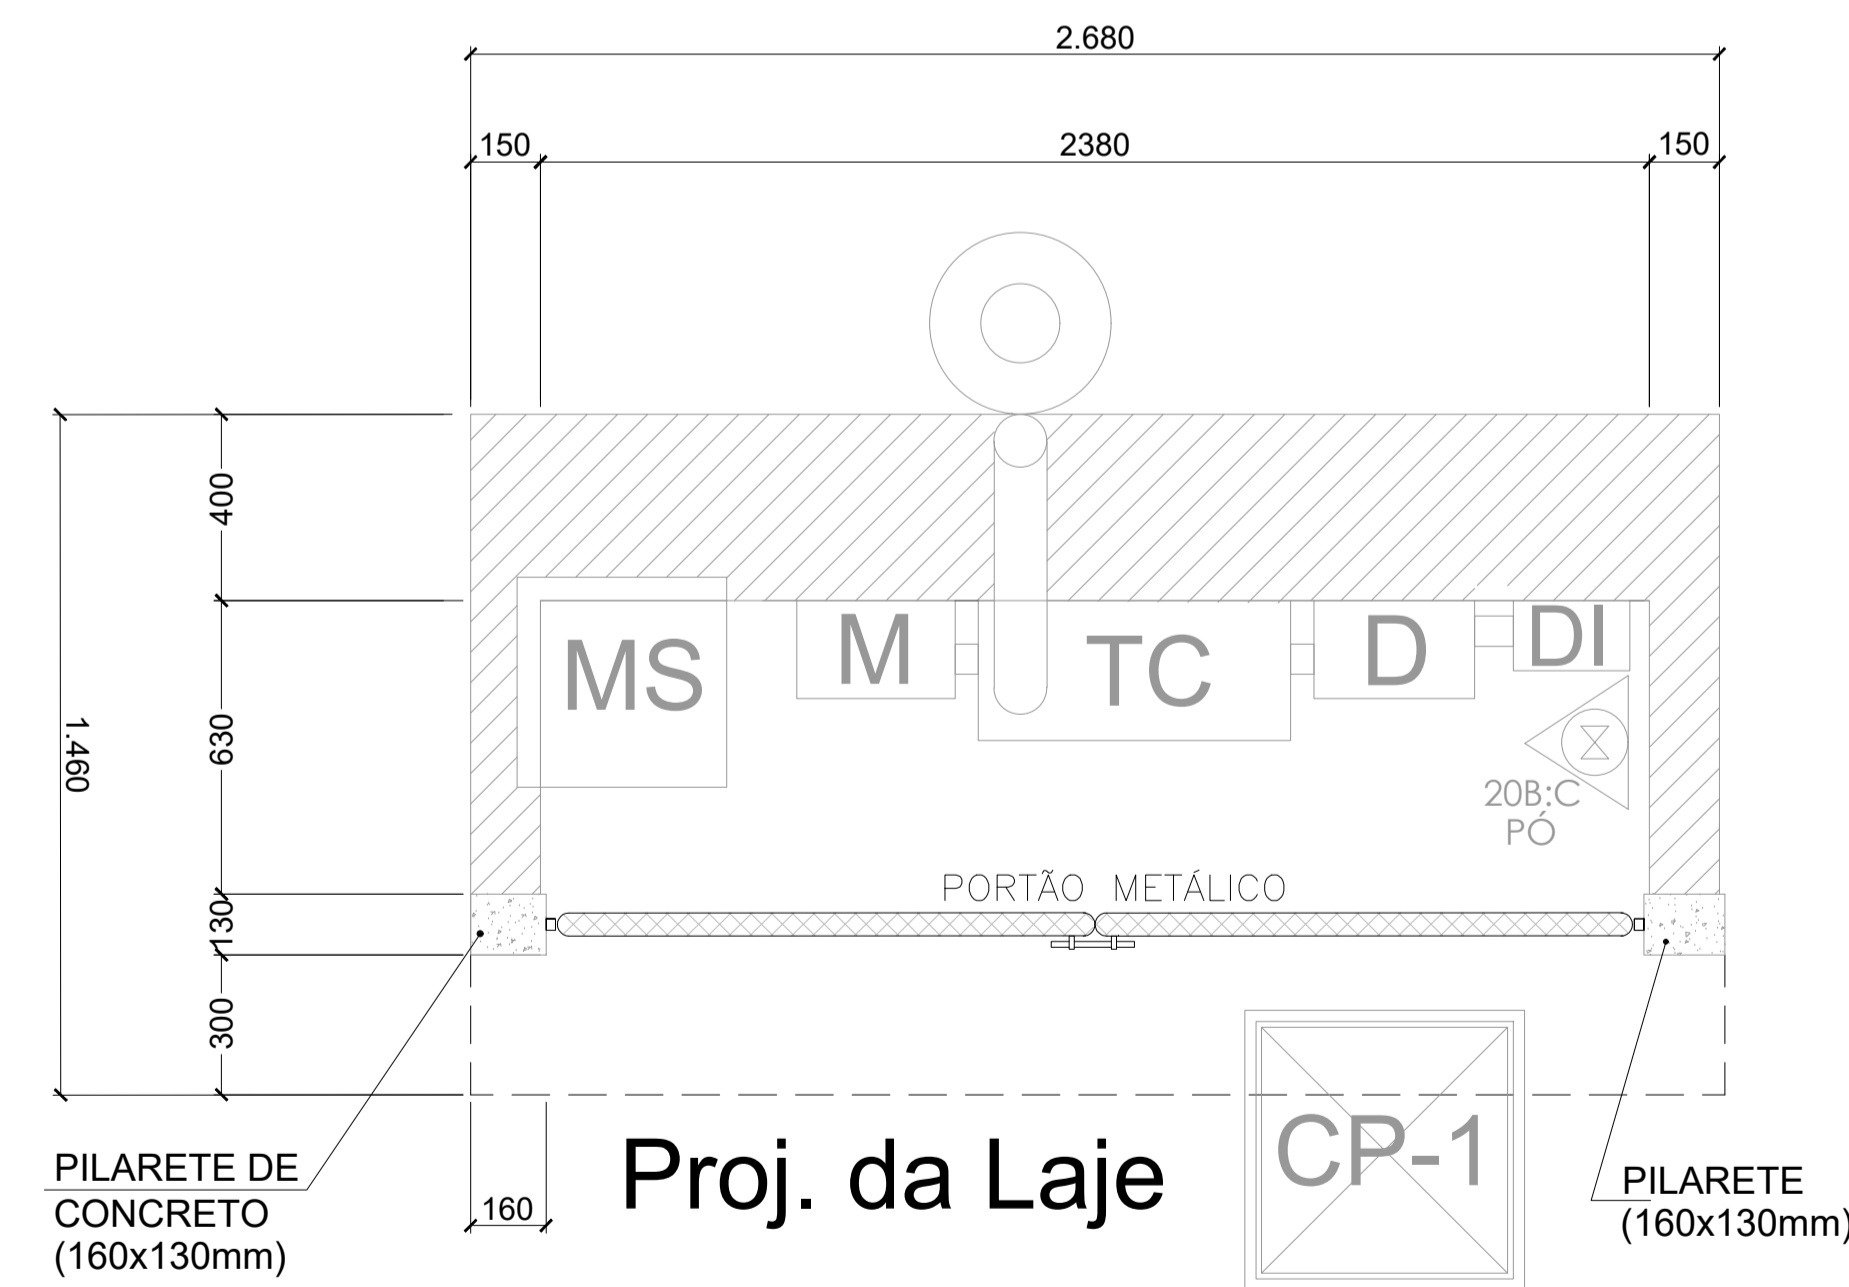 2.680
150
2380
150
400
630
1.460
130
300
MS
M
TC
D
DI
20B:C
PÓ
PORTÃO METÁLICO
CP-1
Proj. da Laje
PILARETE DE
CONCRETO
(160x130mm)
160
PILARETE
(160x130mm)